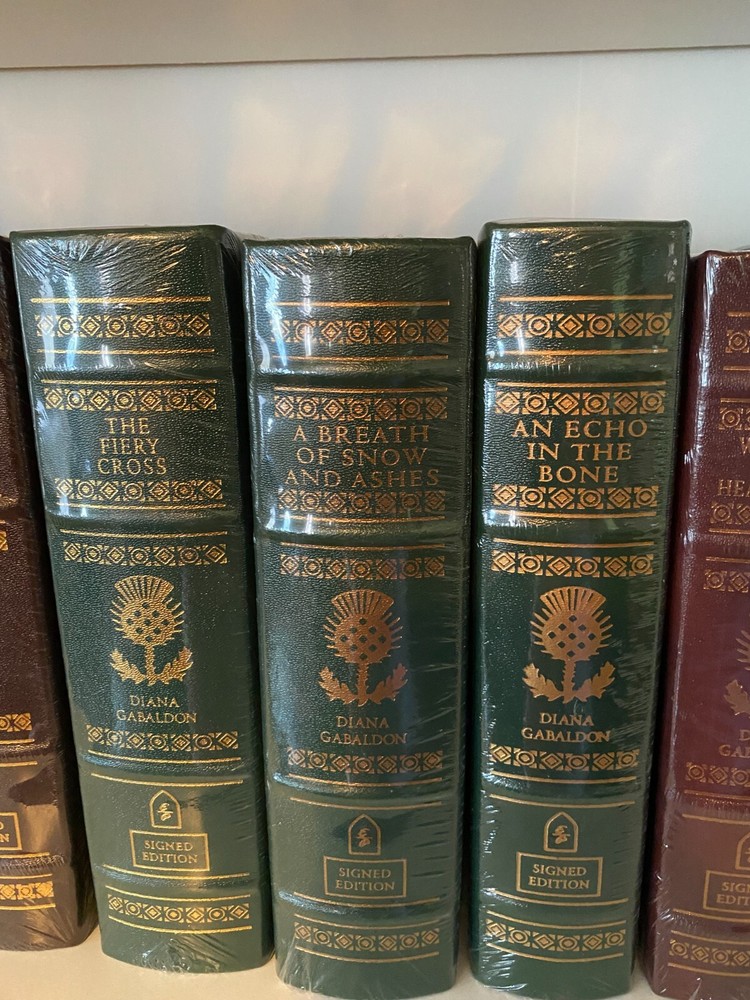 THE
FIERY
CROSS
DIANA
GABALDON
SIGNED
EDITION
A BREATH
OF SNOW
AND ASHES
DIANA
GABALDON
SIGNED
EDITION
AN ECHO
IN THE
BONE
DIANA
GABALDON
SIGNED
EDITION